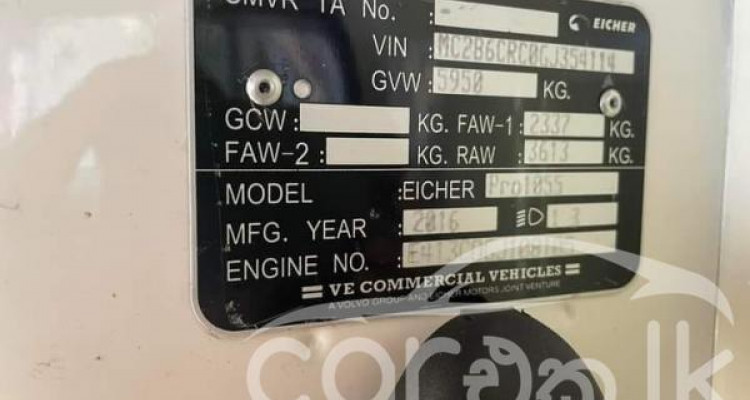 CMVR TA No. : EICHER
VIN : MC2B6CRC0GJ354114
GVW : 5950 KG.
GCW : KG. FAW-1 : 2337 KG.
FAW-2 : KG. RAW : 3613 KG.
MODEL :EICHER Pro1055
MFG. YEAR : 2016 1.3
ENGINE NO. :
VE COMMERCIAL VEHICLES
A VOLVO GROUP AND EICHER MOTORS JOINT VENTURE
carඑක.lk